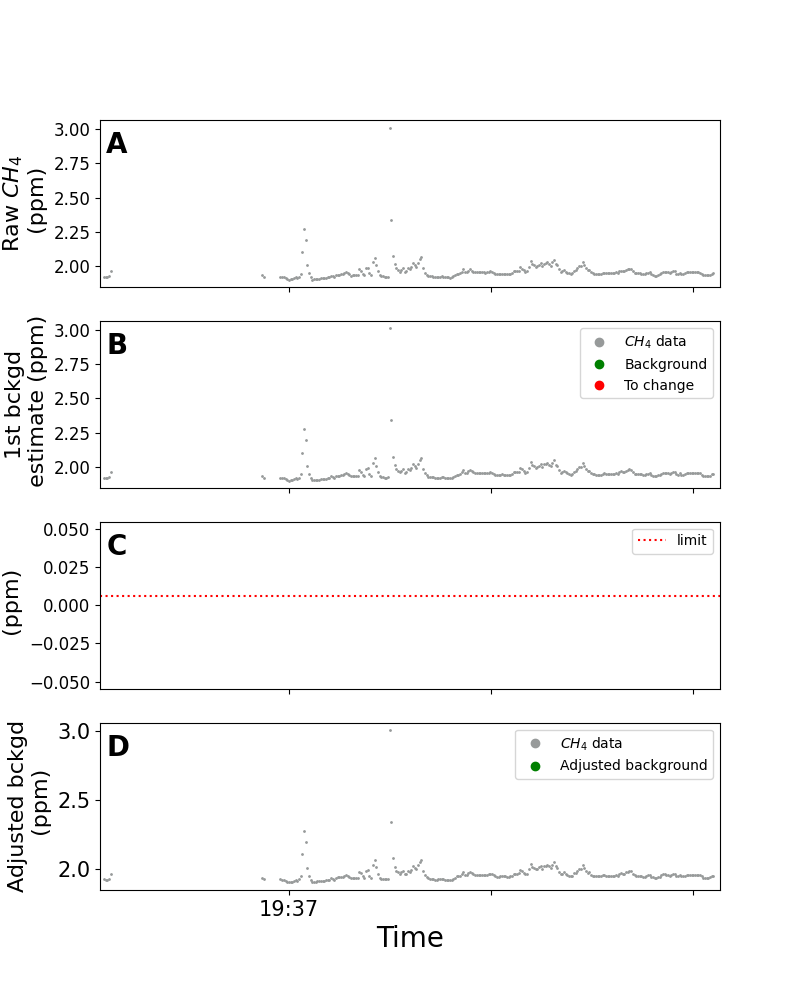 A
Raw CH4
(ppm)
3.00
2.75
2.50
2.25
2.00
B
1st bckgd
estimate (ppm)
3.00
2.75
2.50
2.25
2.00
CH4 data
Background
To change
C
(ppm)
0.050
0.025
0.000
−0.025
−0.050
limit
D
Adjusted bckgd
(ppm)
3.0
2.5
2.0
CH4 data
Adjusted background
19:37
Time